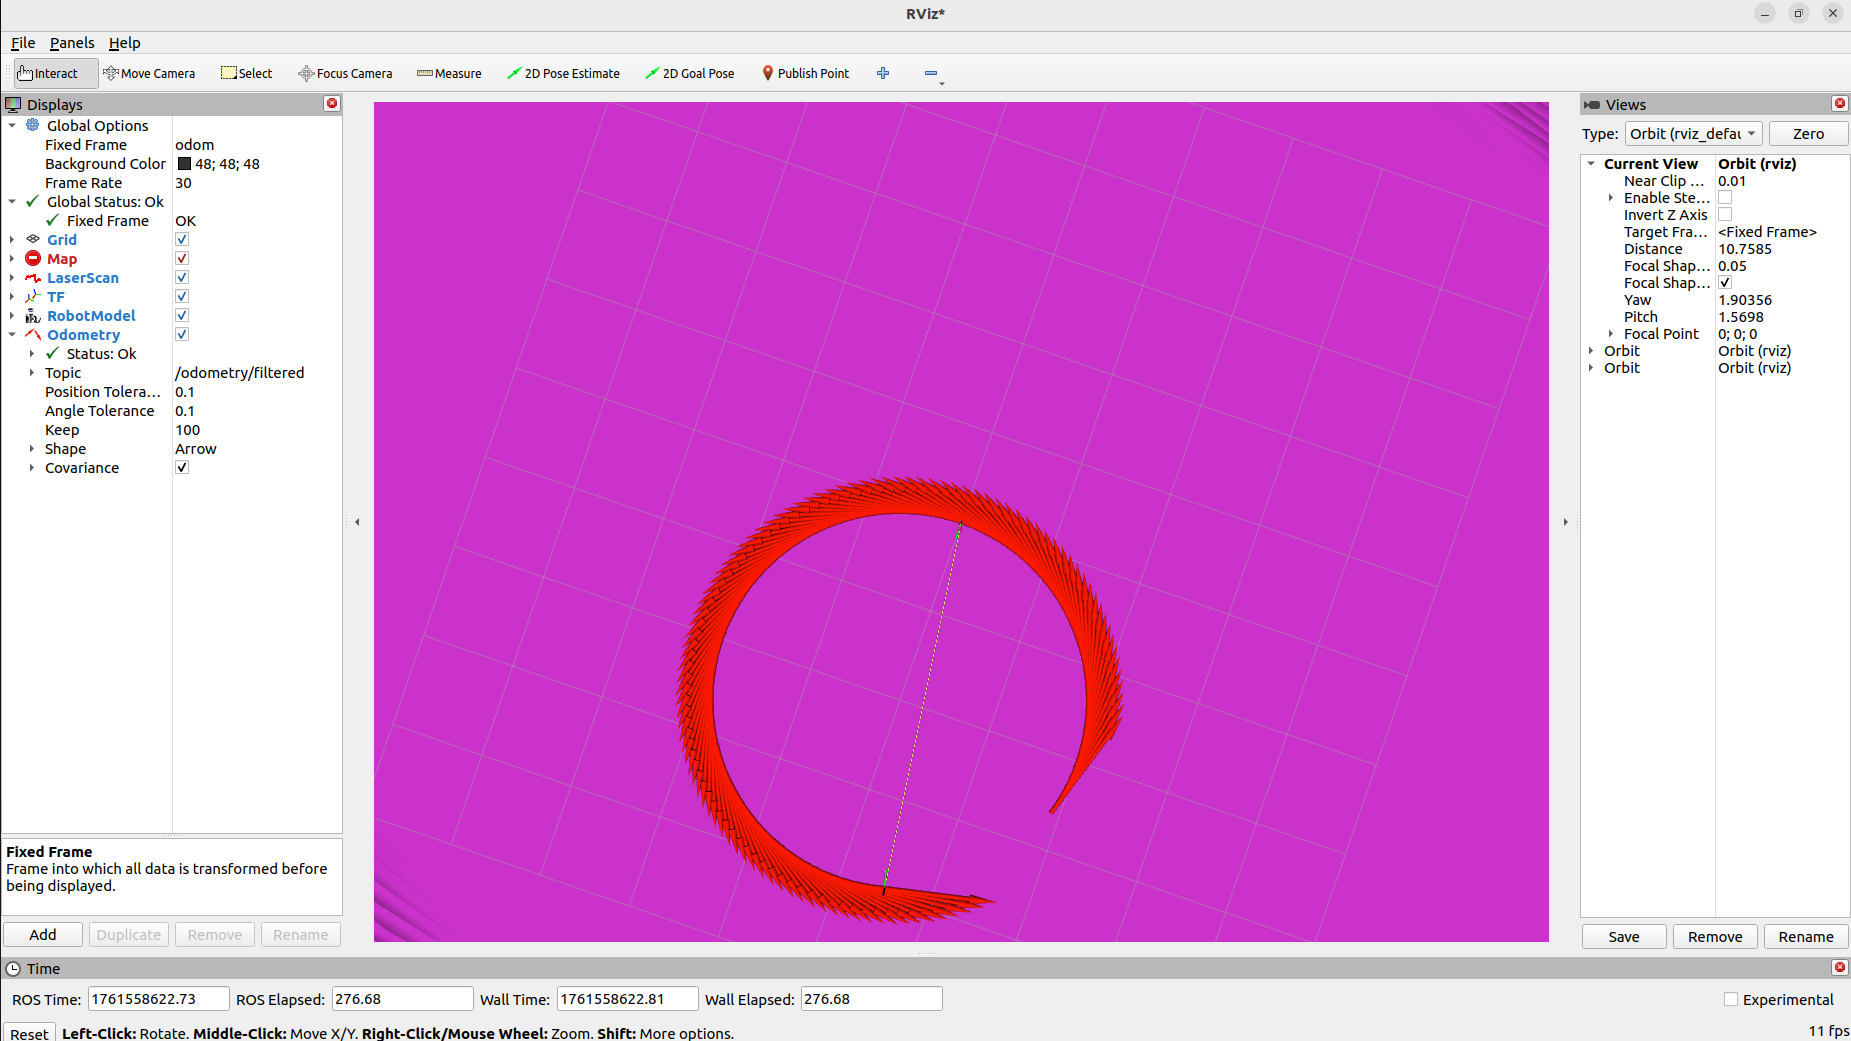 RViz*
File Panels Help
Interact Move Camera Select Focus Camera Measure 2D Pose Estimate 2D Goal Pose Publish Point
Displays
Global Options
Fixed Frame odom
Background Color 48; 48; 48
Frame Rate 30
Global Status: Ok
Fixed Frame OK
Grid
Map
LaserScan
TF
RobotModel
Odometry
Status: Ok
Topic /odometry/filtered
Position Tolera... 0.1
Angle Tolerance 0.1
Keep 100
Shape Arrow
Covariance
Fixed Frame
Frame into which all data is transformed before
being displayed.
Add Duplicate Remove Rename
Views
Type: Orbit (rviz_defau Zero
Current View Orbit (rviz)
Near Clip ... 0.01
Enable Ste...
Invert Z Axis
Target Fra... <Fixed Frame>
Distance 10.7585
Focal Shap... 0.05
Focal Shap...
Yaw 1.90356
Pitch 1.5698
Focal Point 0; 0; 0
Orbit Orbit (rviz)
Orbit Orbit (rviz)
Save Remove Rename
Time
ROS Time: 1761558622.73 ROS Elapsed: 276.68 Wall Time: 1761558622.81 Wall Elapsed: 276.68 Experimental
Reset Left-Click: Rotate. Middle-Click: Move X/Y. Right-Click/Mouse Wheel: Zoom. Shift: More options. 11 fps